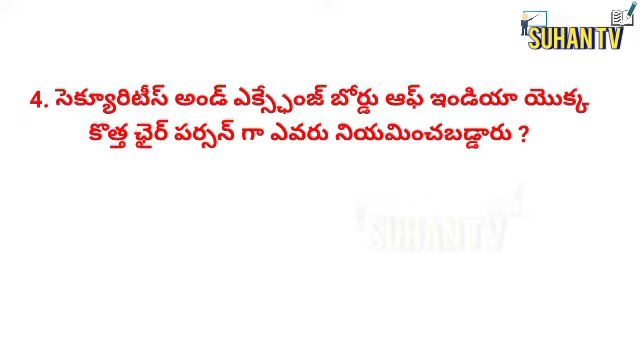 SUHAN TV
4. సెక్యూరిటీస్ అండ్ ఎక్స్ఛేంజ్ బోర్డు ఆఫ్ ఇండియా యొక్క
కొత్త ఛైర్ పర్సన్ గా ఎవరు నియమించబడ్డారు ?
SUHAN TV